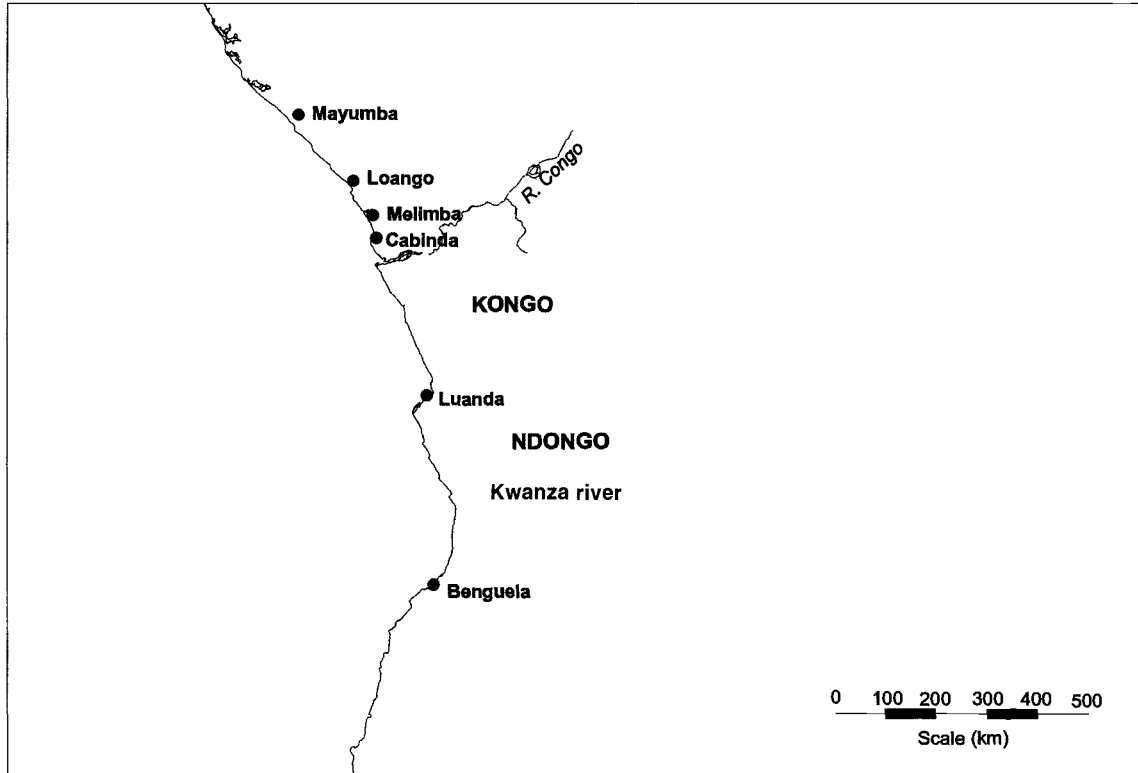 Mayumba
Loango
R. Congo
Melimba
Cabinda
KONGO
Luanda
NDONGO
Kwanza river
Benguela
0 100 200 300 400 500
Scale (km)